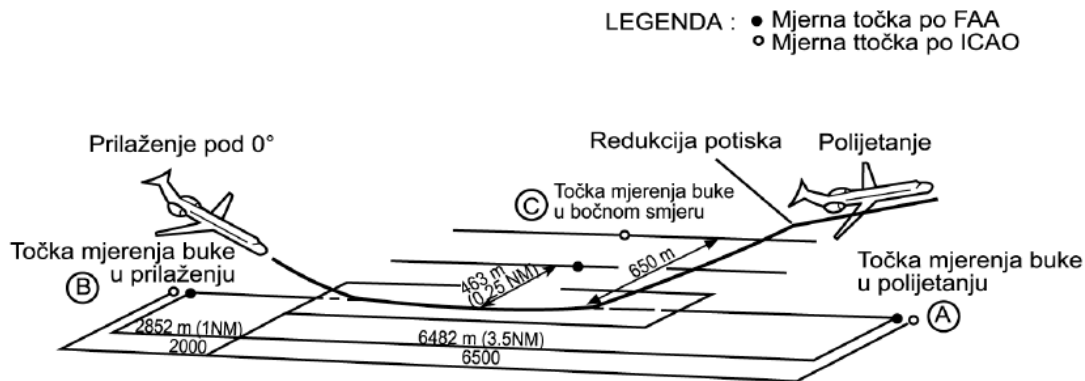 LEGENDA : ● Mjerna točka po FAA
○ Mjerna ttočka po ICAO
Prilaženje pod 0°
Redukcija potiska
Polijetanje
C
Točka mjerenja buke
u bočnom smjeru
Točka mjerenja buke
u prilaženju
B
463 m
(0.25 NM)
650 m
Točka mjerenja buke
u polijetanju
A
2852 m (1NM)
2000
6482 m (3.5NM)
6500